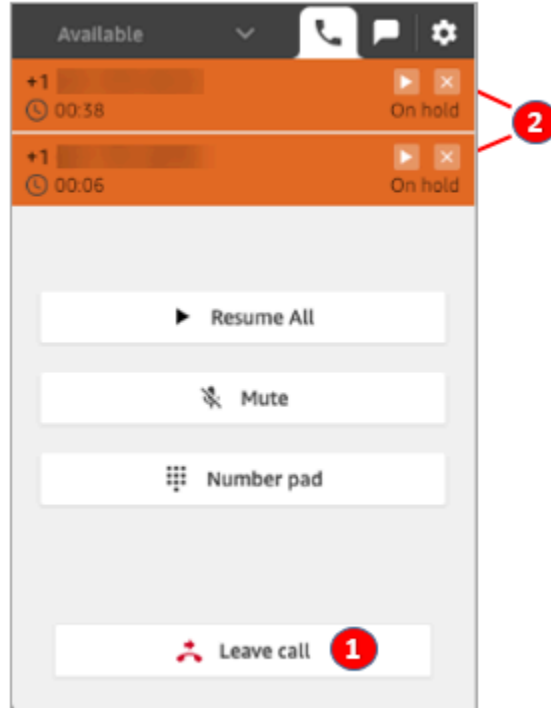 Available
+1
00:38 On hold
2
+1
00:06 On hold
Resume All
Mute
Number pad
Leave call 1